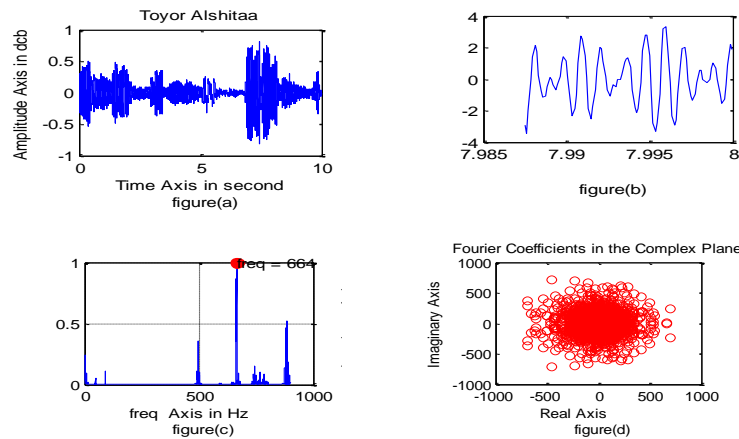 Toyor Alshitaa
Amplitude Axis in dcb
1
0.5
0
-0.5
-1
0
5
10
Time Axis in second
figure(a)
4
2
0
-2
-4
7.985
7.99
7.995
8
figure(b)
freq = 664
1
0.5
0
0
500
1000
freq Axis in Hz
figure(c)
Fourier Coefficients in the Complex Plane
Imaginary Axis
1000
500
0
-500
-1000
-1000
-500
0
500
1000
Real Axis
figure(d)